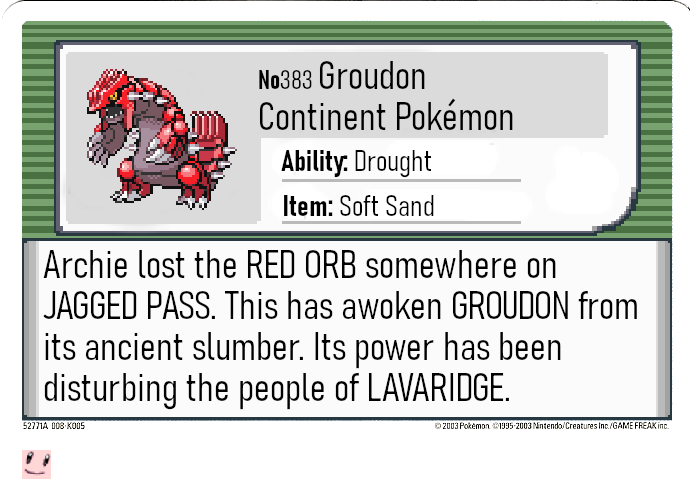 No383 Groudon
Continent Pokémon
Ability: Drought
Item: Soft Sand
Archie lost the RED ORB somewhere on
JAGGED PASS. This has awoken GROUDON from
its ancient slumber. Its power has been
disturbing the people of LAVARIDGE.
52771A 008-K005
© 2003 Pokémon. ©1995-2003 Nintendo/Creatures Inc./GAME FREAK inc.